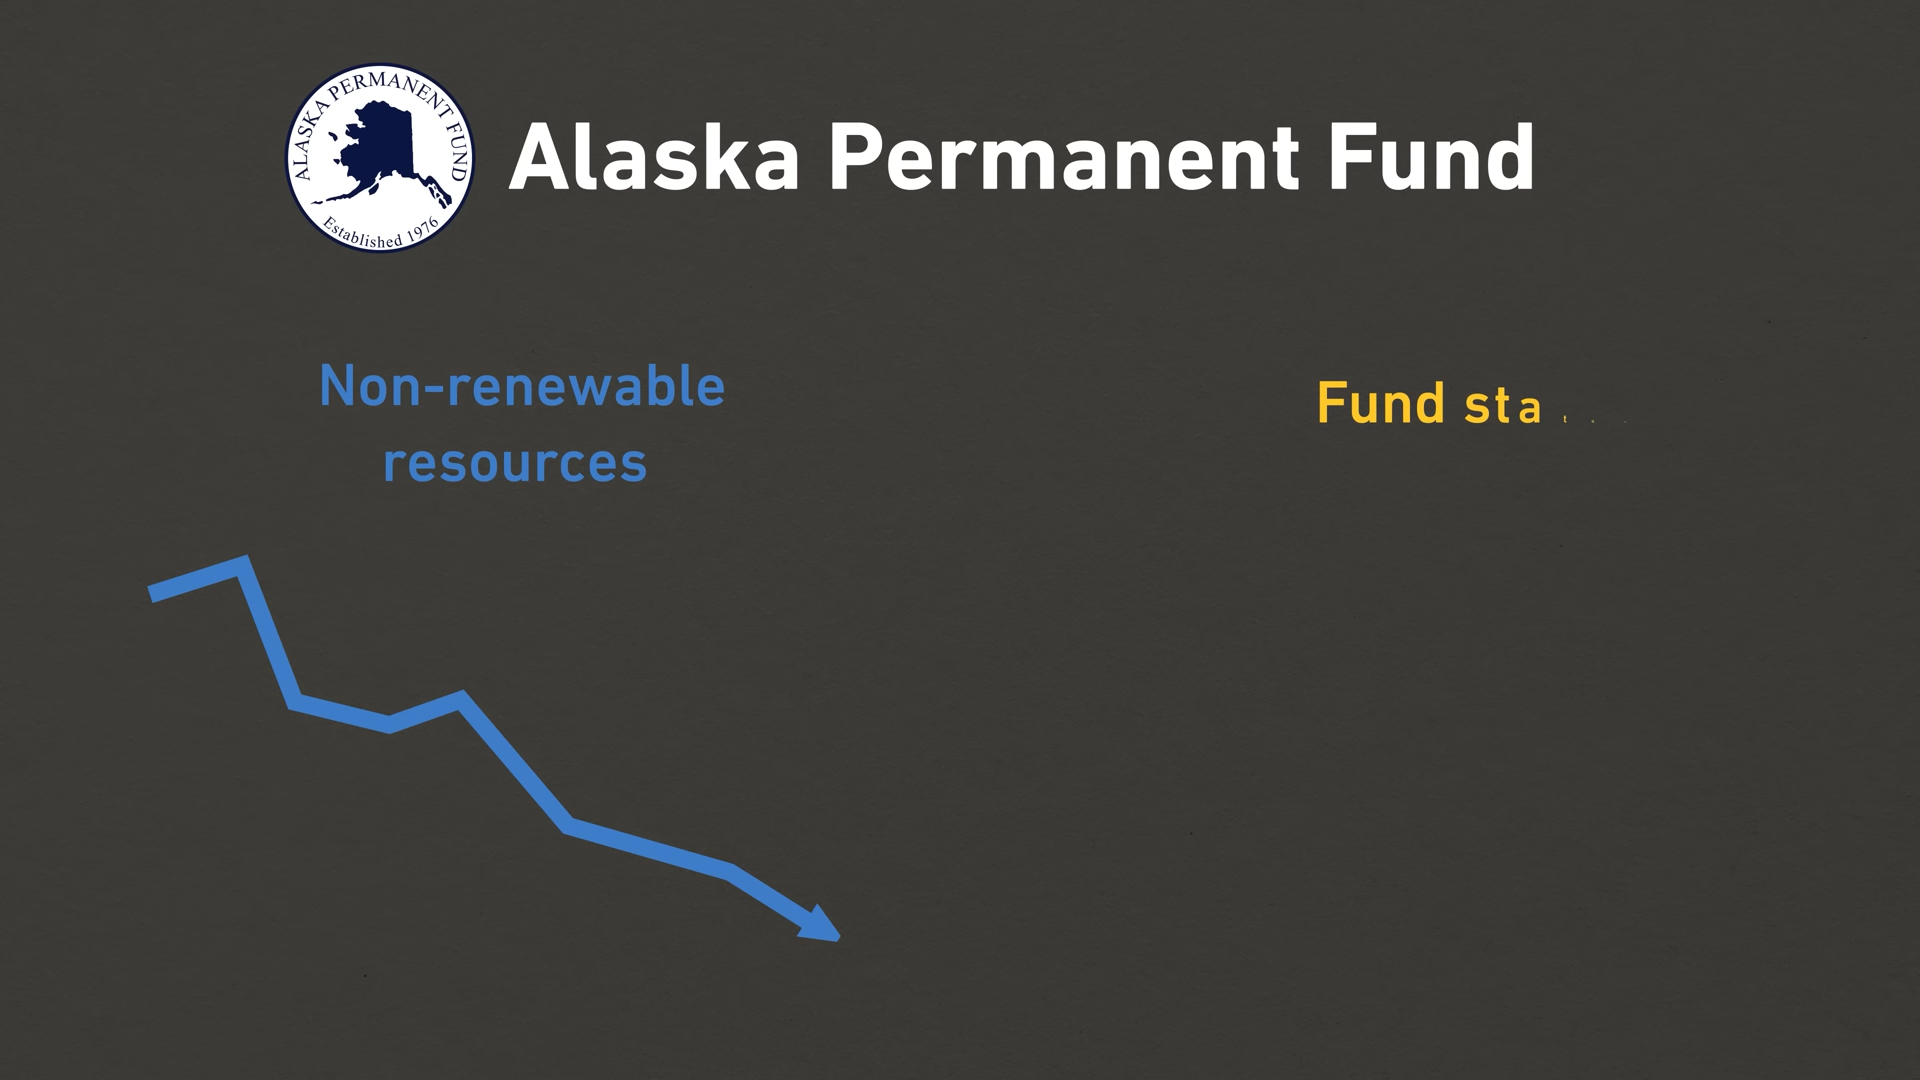 ALASKA PERMANENT FUND
Established 1976
Alaska Permanent Fund
Non-renewable
resources
Fund